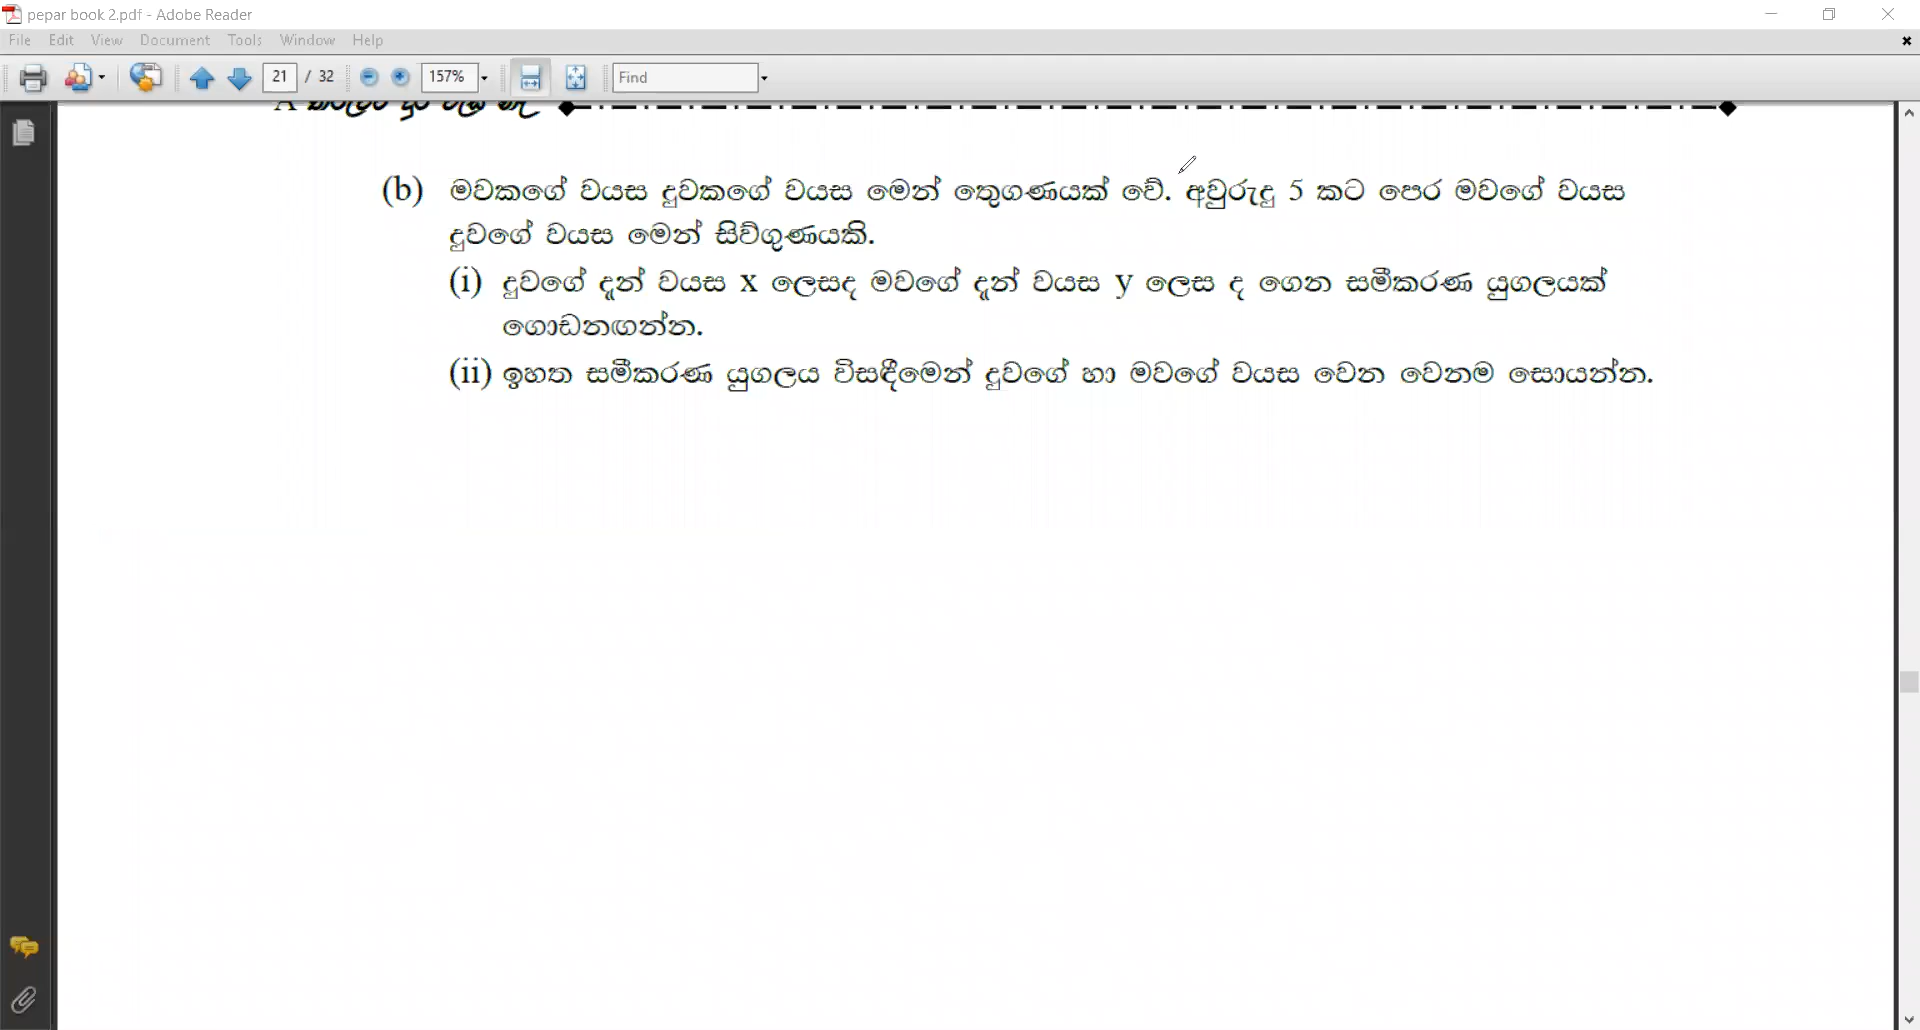 pepar book 2.pdf - Adobe Reader
File Edit View Document Tools Window Help
21 / 32 157% Find
(b) මවකගේ වයස දුවකගේ වයස මෙන් තෙගුණයක් වේ. අවුරුදු 5 කට පෙර මවගේ වයස
දුවගේ වයස මෙන් සිව්ගුණයකි.
(i) දුවගේ දැන් වයස x ලෙසද මවගේ දැන් වයස y ලෙස ද ගෙන සමීකරණ යුගලයක්
ගොඩනඟන්න.
(ii) ඉහත සමීකරණ යුගලය විසඳීමෙන් දුවගේ හා මවගේ වයස වෙන වෙනම සොයන්න.